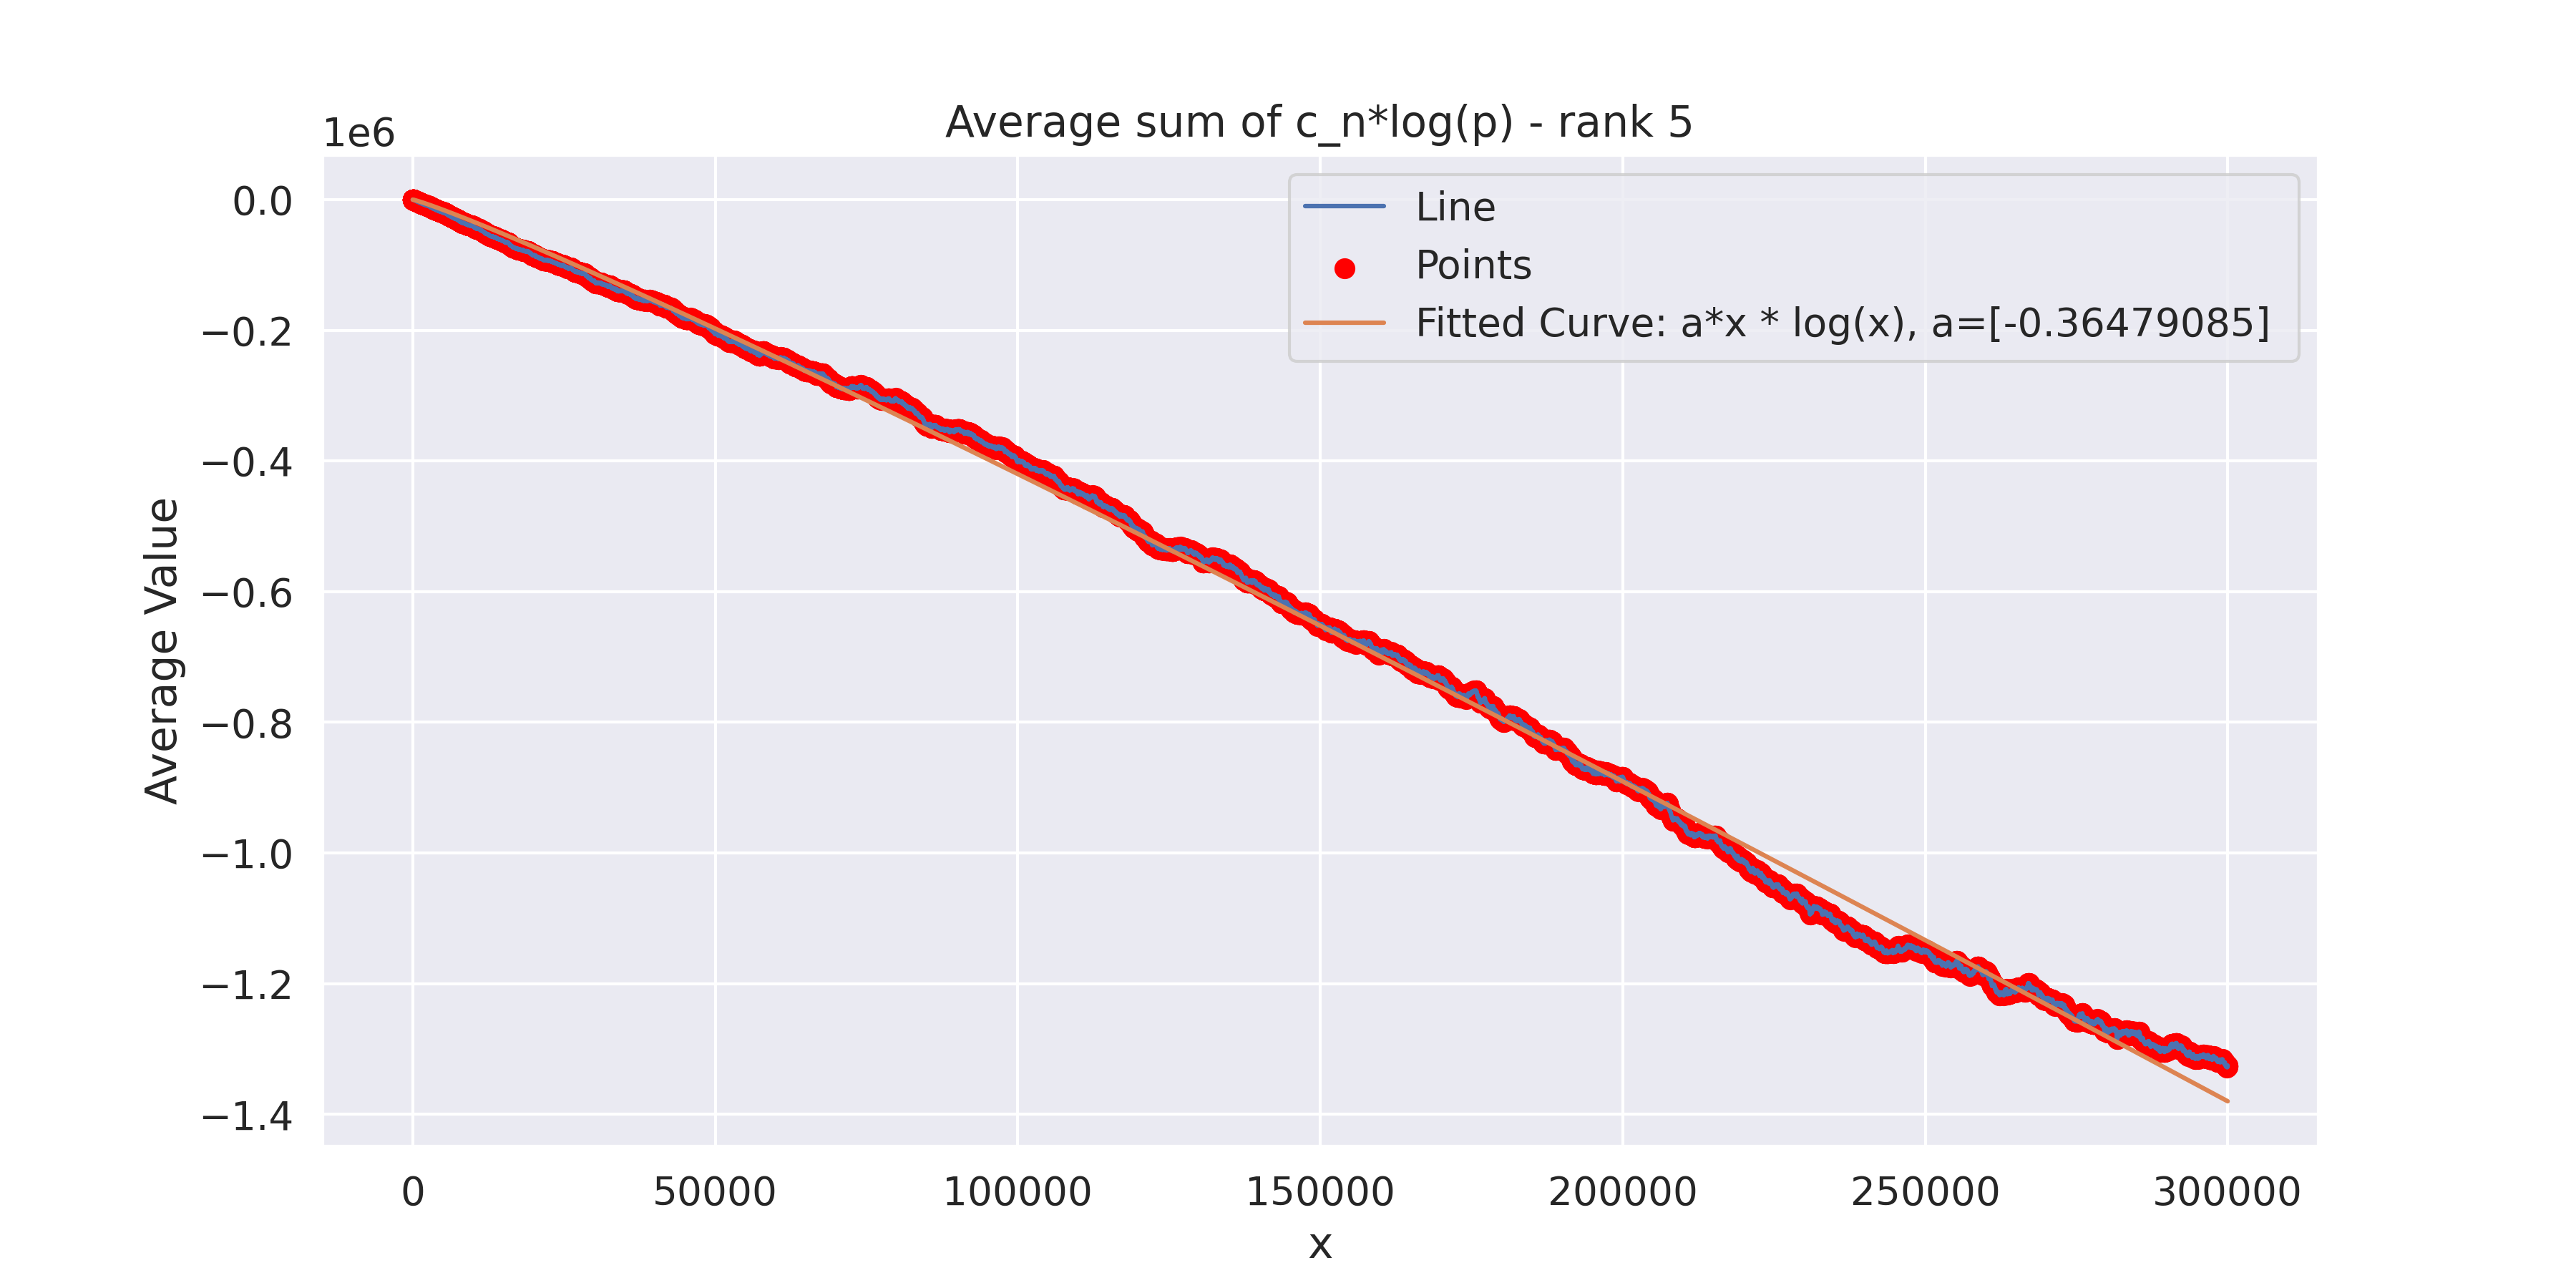 Average sum of c_n*log(p) - rank 5
1e6
Line
Points
Fitted Curve: a*x * log(x), a=[-0.36479085]
0.0
−0.2
−0.4
−0.6
−0.8
−1.0
−1.2
−1.4
Average Value
0 50000 100000 150000 200000 250000 300000
x